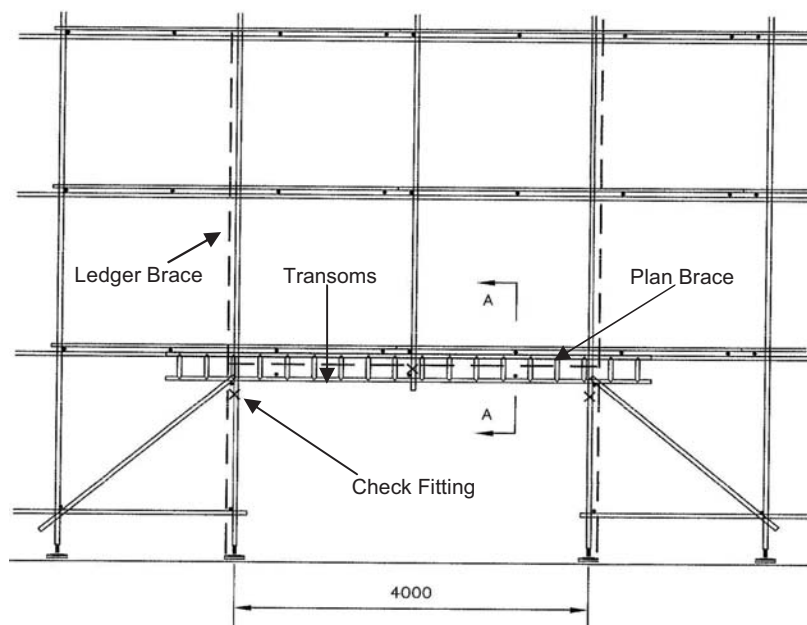 Ledger Brace
Transoms
Plan Brace
A
A
Check Fitting
4000